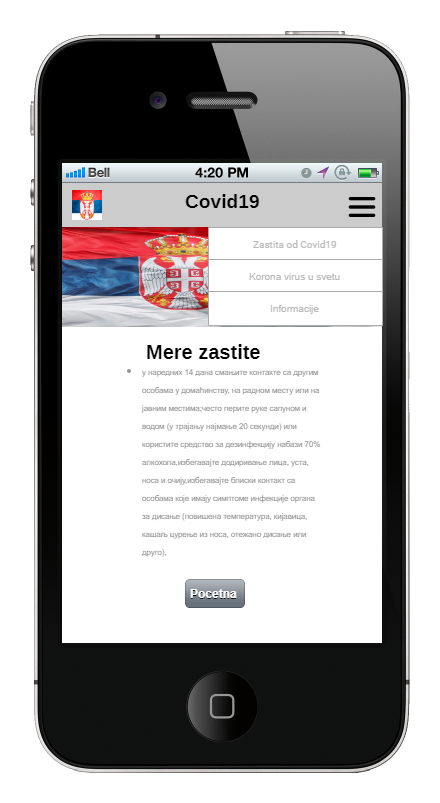 Bell 4:20 PM
Covid19
Zastita od Covid19
Korona virus u svetu
Informacije
Mere zastite
у наредних 14 дана смањите контакте са другим
особама у домаћинству, на радном месту или на
јавним местима;често перите руке сапуном и
водом (у трајању најмање 20 секунди) или
користите средство за дезинфекцију набази 70%
алкохола,избегавајте додиривање лица, уста,
носа и очију,избегавајте блиски контакт са
особама које имају симптоме инфекције органа
за дисање (повишена температура, кијавица,
кашаљ цурење из носа, отежано дисање или
друго),
Pocetna